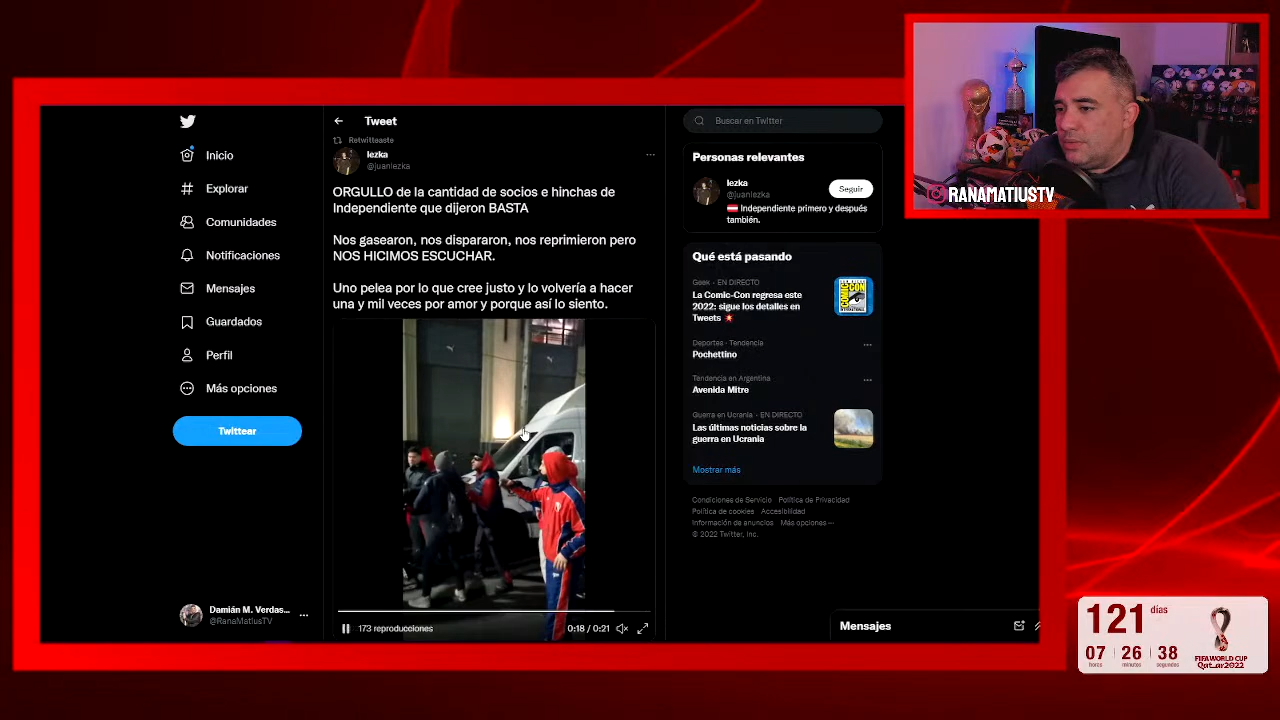 Inicio
Explorar
Comunidades
Notificaciones
Mensajes
Guardados
Perfil
Más opciones
Twittear
Damián M. Verdas...
@RanaMatiusTV
Tweet
Retwitteaste
lezka
@juanlezka
ORGULLO de la cantidad de socios e hinchas de
Independiente que dijeron BASTA
Nos gasearon, nos dispararon, nos reprimieron pero
NOS HICIMOS ESCUCHAR.
Uno pelea por lo que cree justo y lo volvería a hacer
una y mil veces por amor y porque así lo siento.
173 reproducciones
0:18 / 0:21
Buscar en Twitter
Personas relevantes
lezka
@juanlezka
Seguir
Independiente primero y después
también.
Qué está pasando
Geek · EN DIRECTO
La Comic-Con regresa este
2022: sigue los detalles en
Tweets
COMIC CON
Deportes · Tendencia
Pochettino
Tendencia en Argentina
Avenida Mitre
Guerra en Ucrania · EN DIRECTO
Las últimas noticias sobre la
guerra en Ucrania
Mostrar más
Condiciones de Servicio Política de Privacidad
Política de cookies Accesibilidad
Información de anuncios Más opciones ···
© 2022 Twitter, Inc.
Mensajes
RANAMATIUSTV
121 días
07 26 38
horas minutos segundos
FIFA WORLD CUP
Qatar2022